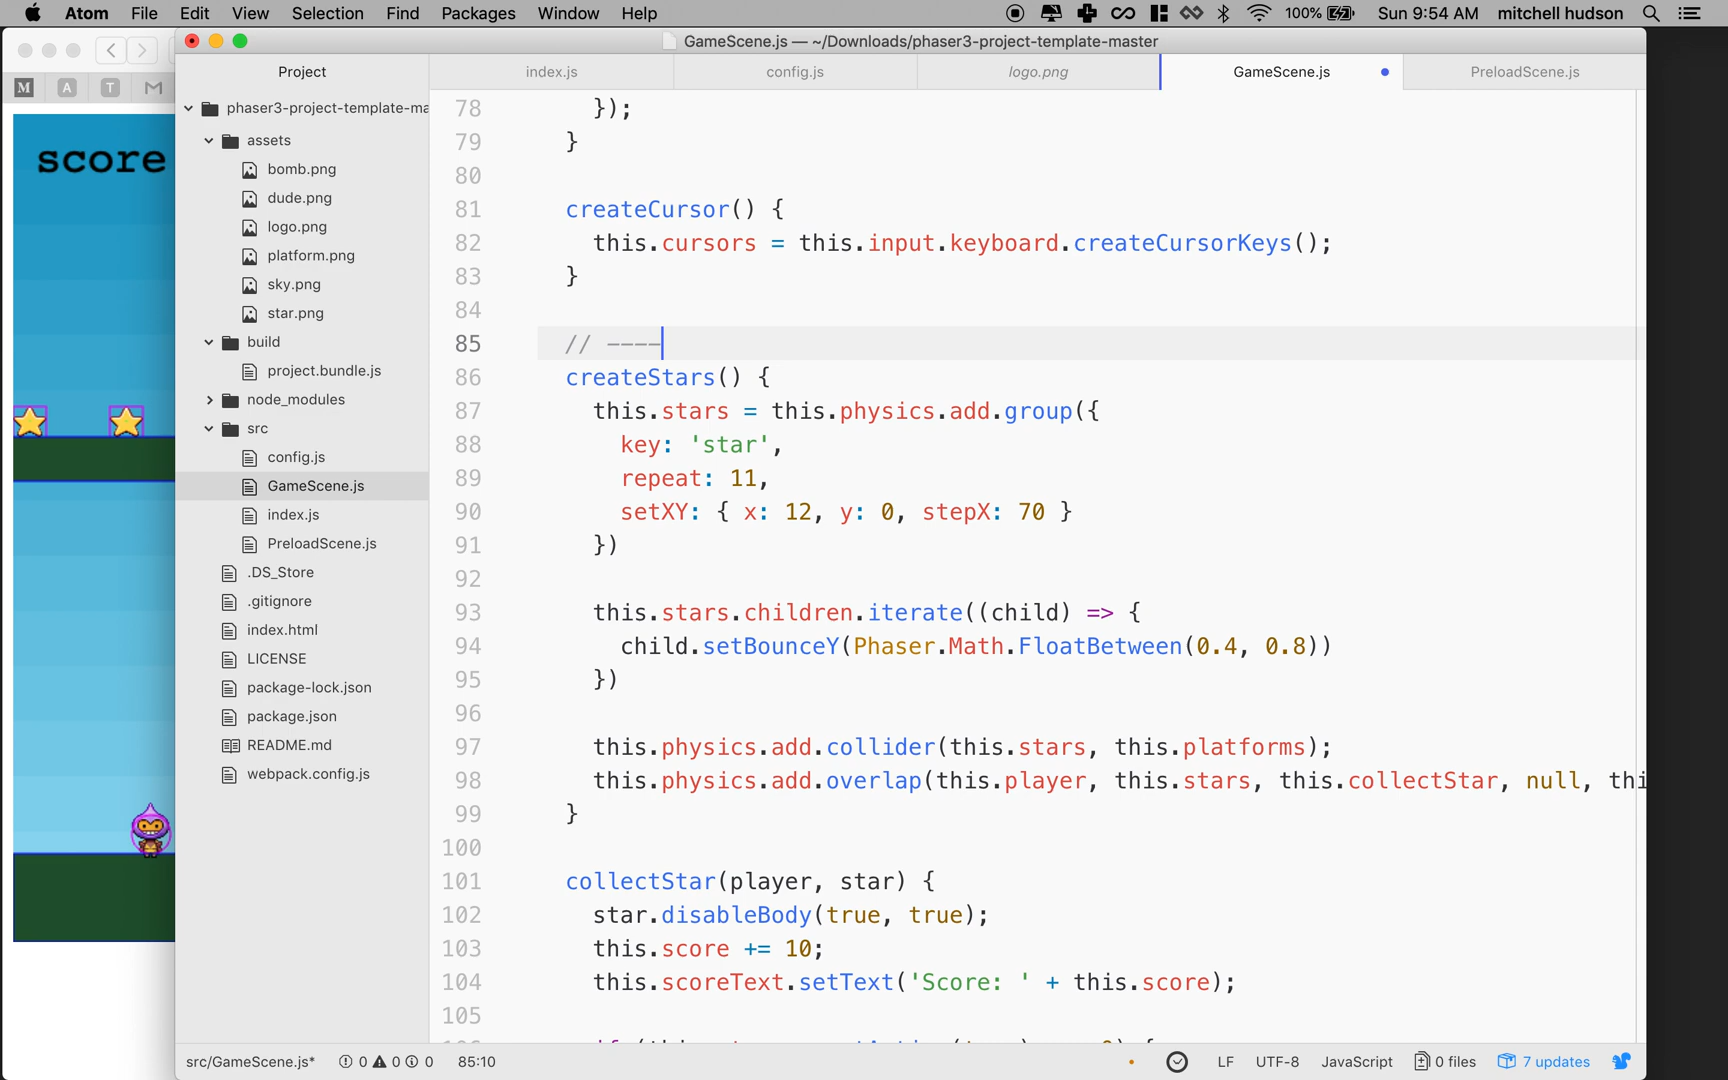 Atom File Edit View Selection Find Packages Window Help 100% Sun 9:54 AM mitchell hudson
GameScene.js — ~/Downloads/phaser3-project-template-master
M A T M
Project
index.js config.js logo.png GameScene.js PreloadScene.js
score
phaser3-project-template-ma
assets
bomb.png
dude.png
logo.png
platform.png
sky.png
star.png
build
project.bundle.js
node_modules
src
config.js
GameScene.js
index.js
PreloadScene.js
.DS_Store
.gitignore
index.html
LICENSE
package-lock.json
package.json
README.md
webpack.config.js
78 });
79 }
80
81 createCursor() {
82 this.cursors = this.input.keyboard.createCursorKeys();
83 }
84
85 // ----
86 createStars() {
87 this.stars = this.physics.add.group({
88 key: 'star',
89 repeat: 11,
90 setXY: { x: 12, y: 0, stepX: 70 }
91 })
92
93 this.stars.children.iterate((child) => {
94 child.setBounceY(Phaser.Math.FloatBetween(0.4, 0.8))
95 })
96
97 this.physics.add.collider(this.stars, this.platforms);
98 this.physics.add.overlap(this.player, this.stars, this.collectStar, null, thi
99 }
100
101 collectStar(player, star) {
102 star.disableBody(true, true);
103 this.score += 10;
104 this.scoreText.setText('Score: ' + this.score);
105
src/GameScene.js* 0 0 0 85:10 LF UTF-8 JavaScript 0 files 7 updates